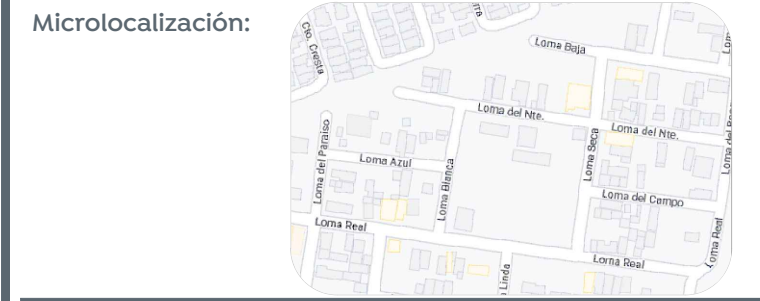 Microlocalización:
Cto. Cresta
Loma Baja
Loma del Nte.
Loma del Nte.
Loma del Paraiso
Loma Azul
Loma Blanca
Loma Seca
Loma del Campo
Loma Real
Loma Real
Loma Real
Linda